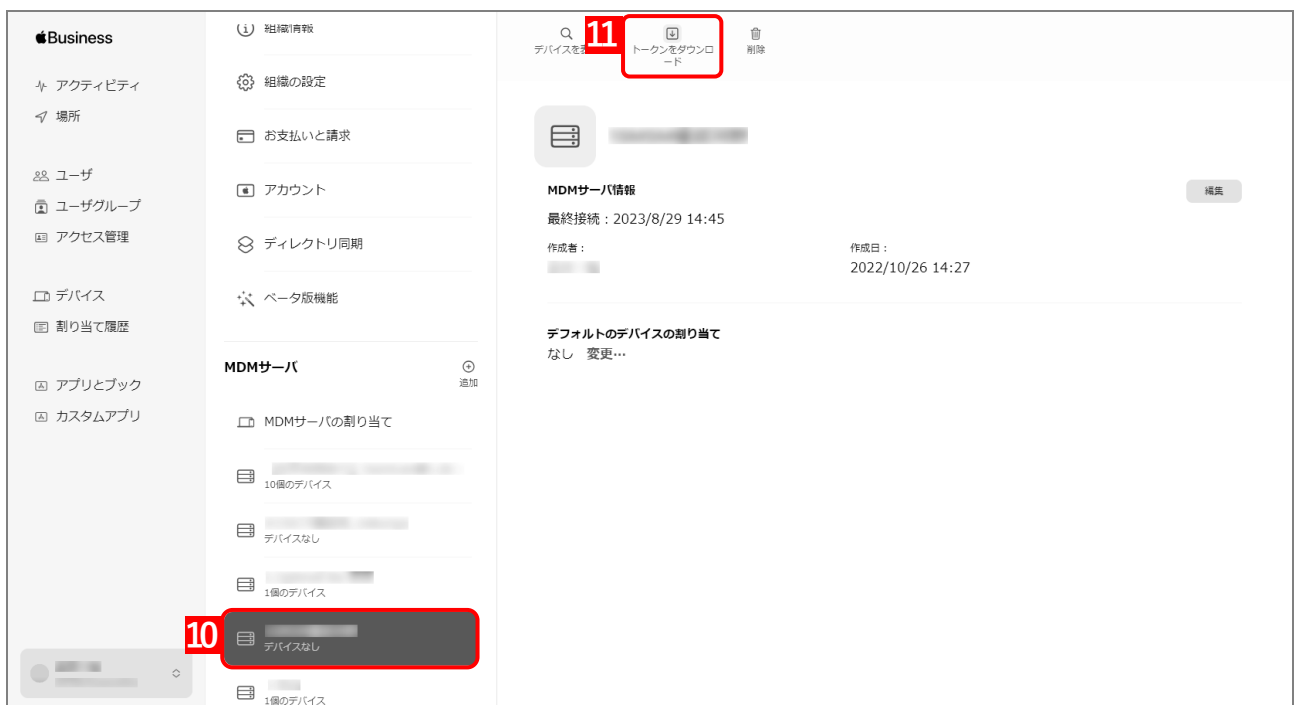 Business
アクティビティ
場所
ユーザ
ユーザグループ
アクセス管理
デバイス
割り当て履歴
アプリとブック
カスタムアプリ
組織情報
組織の設定
お支払いと請求
アカウント
ディレクトリ同期
ベータ版機能
MDMサーバ
追加
MDMサーバの割り当て
10個のデバイス
デバイスなし
1個のデバイス
10
デバイスなし
1個のデバイス
デバイスを
11
トークンをダウンロ
ード
削除
MDMサーバ情報
編集
最終接続：2023/8/29 14:45
作成者：
作成日：
2022/10/26 14:27
デフォルトのデバイスの割り当て
なし 変更…